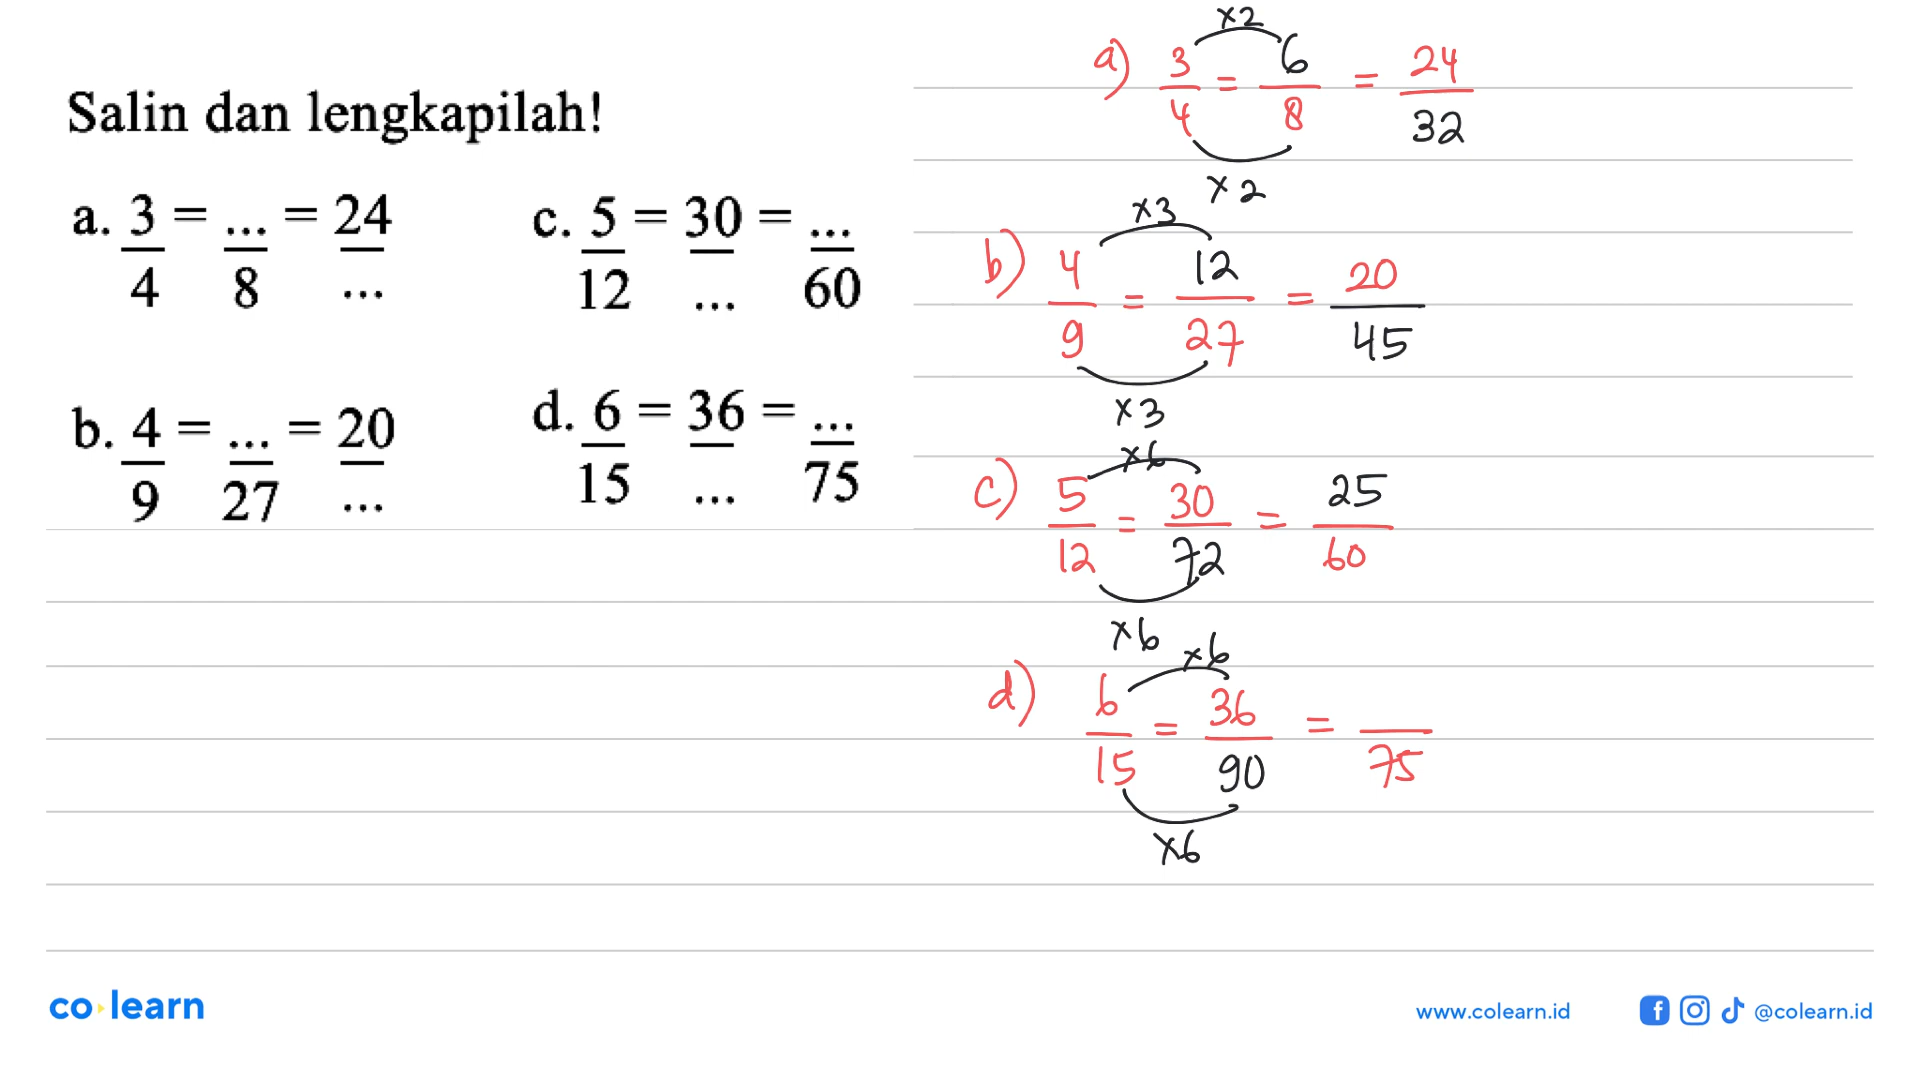 Salin dan lengkapilah!
a. 3/4 = .../8 = 24/...
c. 5/12 = 30/... = .../60
b. 4/9 = .../27 = 20/...
d. 6/15 = 36/... = .../75
×2
a) 3/4 = 6/8 = 24/32
×2
×3
b) 4/9 = 12/27 = 20/45
×3
×6
c) 5/12 = 30/72 = 25/60
×6
×6
d) 6/15 = 36/90 = /75
×6
co learn
www.colearn.id
@colearn.id